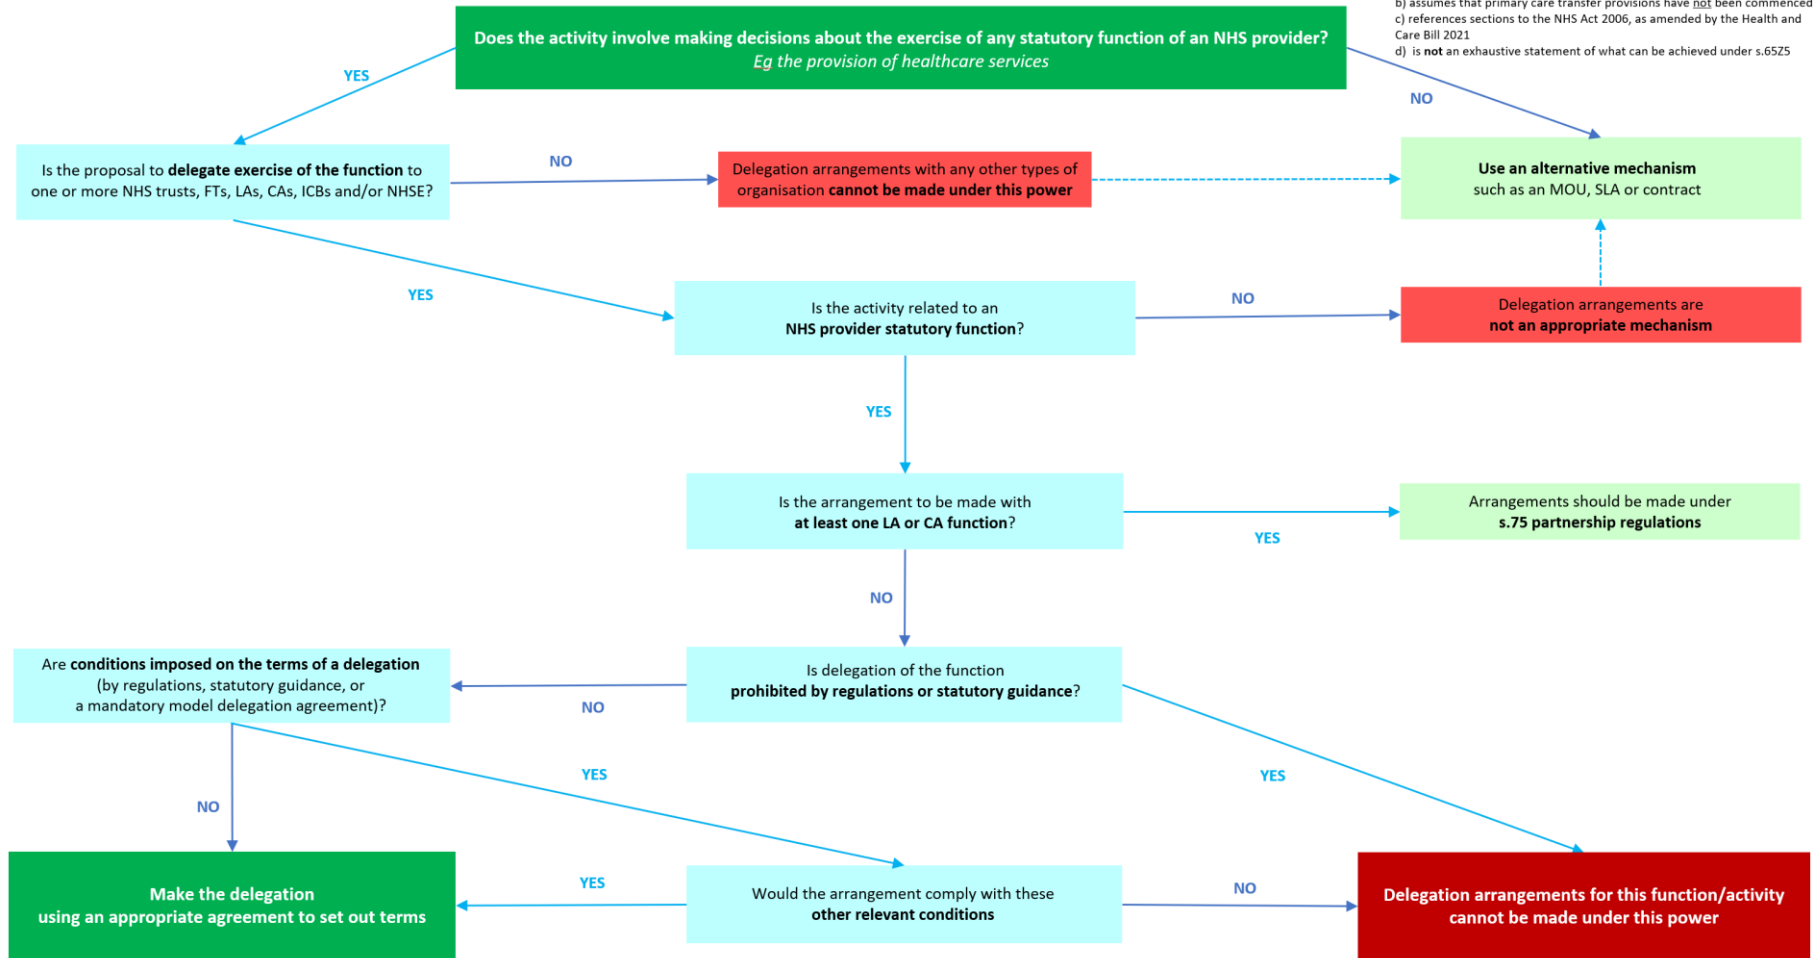 b) assumes that primary care transfer provisions have not been commenced
c) references sections to the NHS Act 2006, as amended by the Health and
Care Bill 2021
d) is not an exhaustive statement of what can be achieved under s.65Z5
Does the activity involve making decisions about the exercise of any statutory function of an NHS provider?
Eg the provision of healthcare services
YES
NO
Is the proposal to delegate exercise of the function to
one or more NHS trusts, FTs, LAs, CAs, ICBs and/or NHSE?
NO
Delegation arrangements with any other types of
organisation cannot be made under this power
Use an alternative mechanism
such as an MOU, SLA or contract
YES
Is the activity related to an
NHS provider statutory function?
NO
Delegation arrangements are
not an appropriate mechanism
YES
Is the arrangement to be made with
at least one LA or CA function?
YES
Arrangements should be made under
s.75 partnership regulations
NO
Are conditions imposed on the terms of a delegation
(by regulations, statutory guidance, or
a mandatory model delegation agreement)?
NO
Is delegation of the function
prohibited by regulations or statutory guidance?
YES
YES
NO
Make the delegation
using an appropriate agreement to set out terms
YES
Would the arrangement comply with these
other relevant conditions
NO
Delegation arrangements for this function/activity
cannot be made under this power